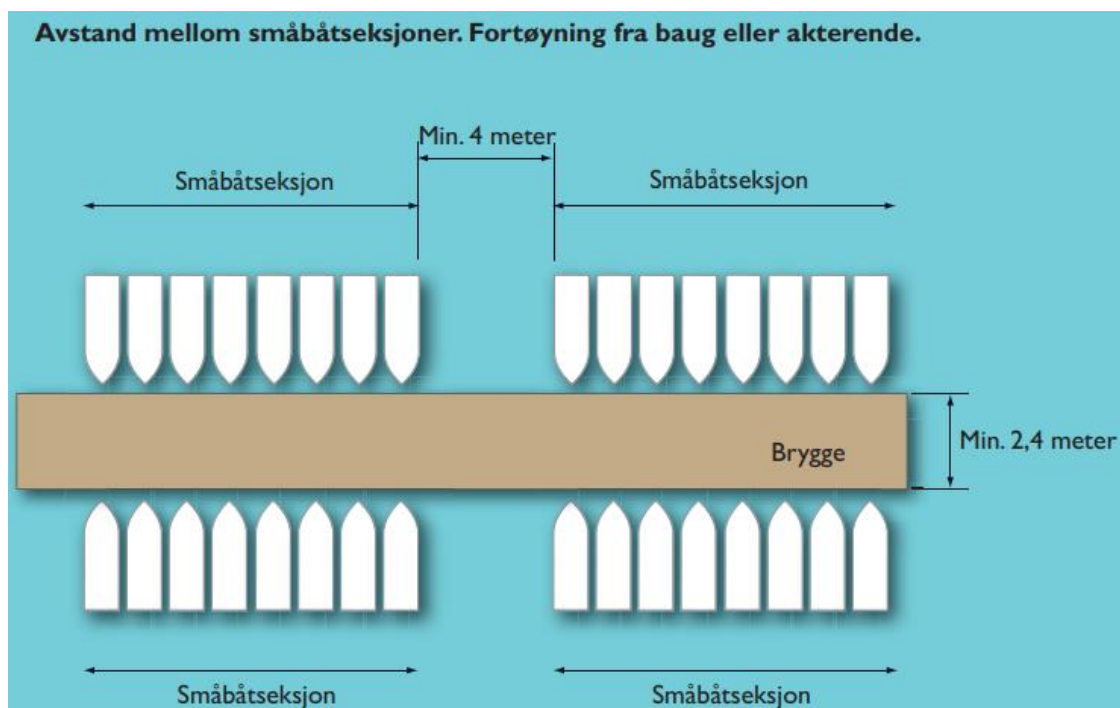 Avstand mellom småbåtseksjoner. Fortøyning fra baug eller akterende.
Min. 4 meter
Småbåtseksjon
Småbåtseksjon
Brygge
Min. 2,4 meter
Småbåtseksjon
Småbåtseksjon